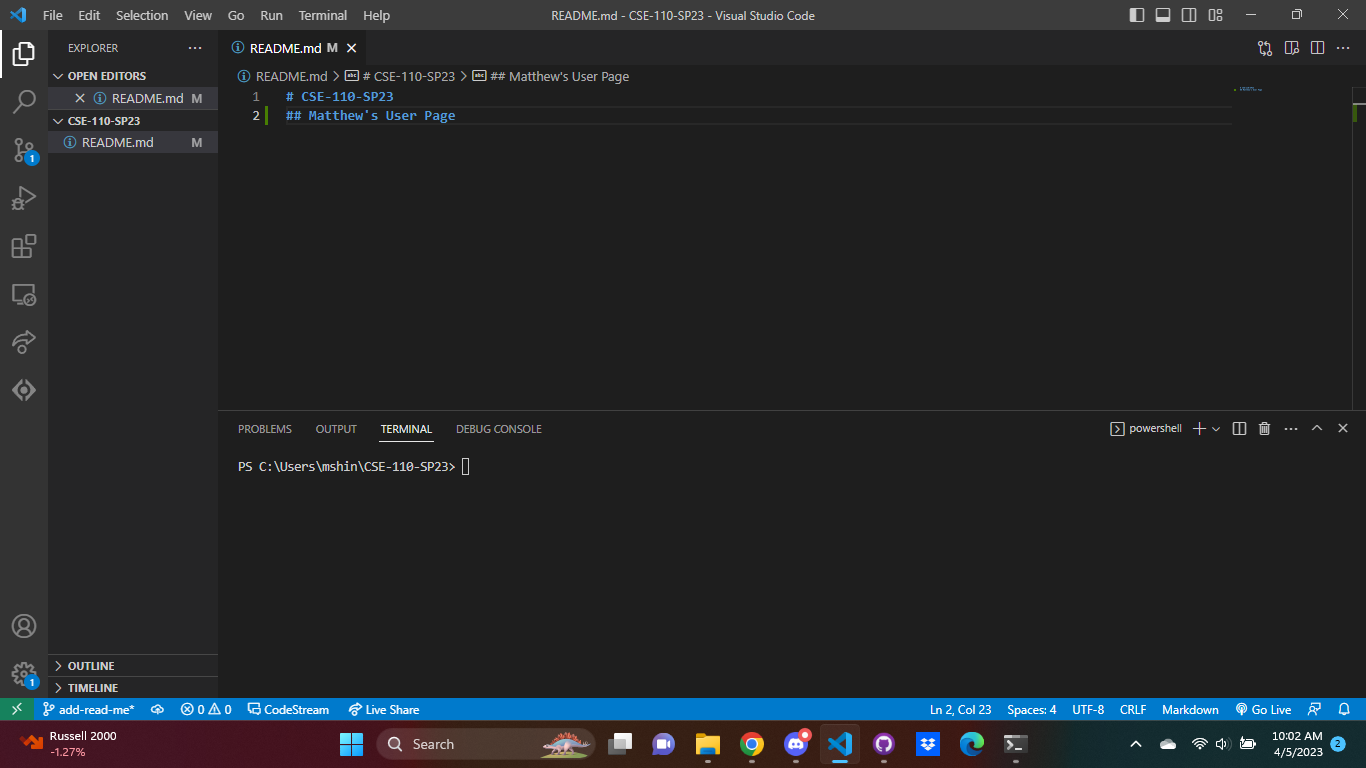 File Edit Selection View Go Run Terminal Help README.md - CSE-110-SP23 - Visual Studio Code
EXPLORER
OPEN EDITORS
README.md M
CSE-110-SP23
README.md M
1
1
README.md M
README.md > # CSE-110-SP23 > ## Matthew's User Page
1 # CSE-110-SP23
2 ## Matthew's User Page
PROBLEMS OUTPUT TERMINAL DEBUG CONSOLE powershell
PS C:\Users\mshin\CSE-110-SP23>
OUTLINE
TIMELINE
add-read-me* 0 0 CodeStream Live Share Ln 2, Col 23 Spaces: 4 UTF-8 CRLF Markdown Go Live
Russell 2000
-1.27%
Search
10:02 AM
4/5/2023
2